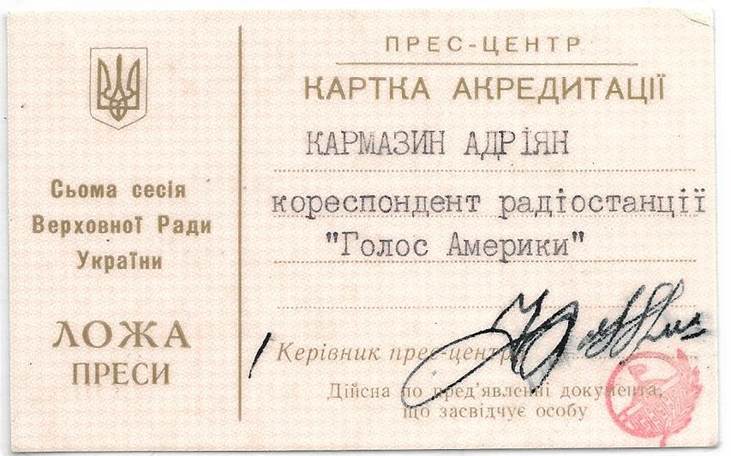 Сьома сесія
Верховної Ради
України
ЛОЖА
ПРЕСИ
ПРЕС-ЦЕНТР
КАРТКА АКРЕДИТАЦІЇ
КАРМАЗИН АДРІЯН
кореспондент радіостанції
"Голос Америки"
Керівник прес-центру
Дійсна по пред'явленні документа,
що засвідчує особу